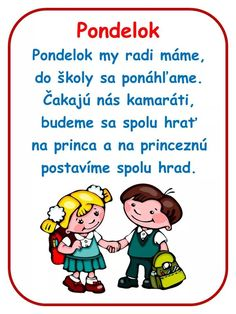 Pondelok
Pondelok my radi máme,
do školy sa ponáhľame.
Čakajú nás kamaráti,
budeme sa spolu hrať
na princa a na princeznú
postavíme spolu hrad.